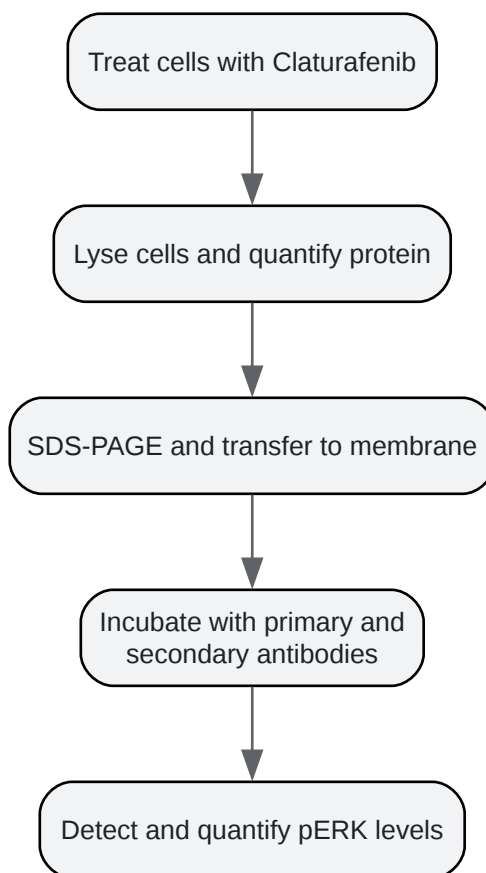 Treat cells with Claturafenib
Lyse cells and quantify protein
SDS-PAGE and transfer to membrane
Incubate with primary and
secondary antibodies
Detect and quantify pERK levels